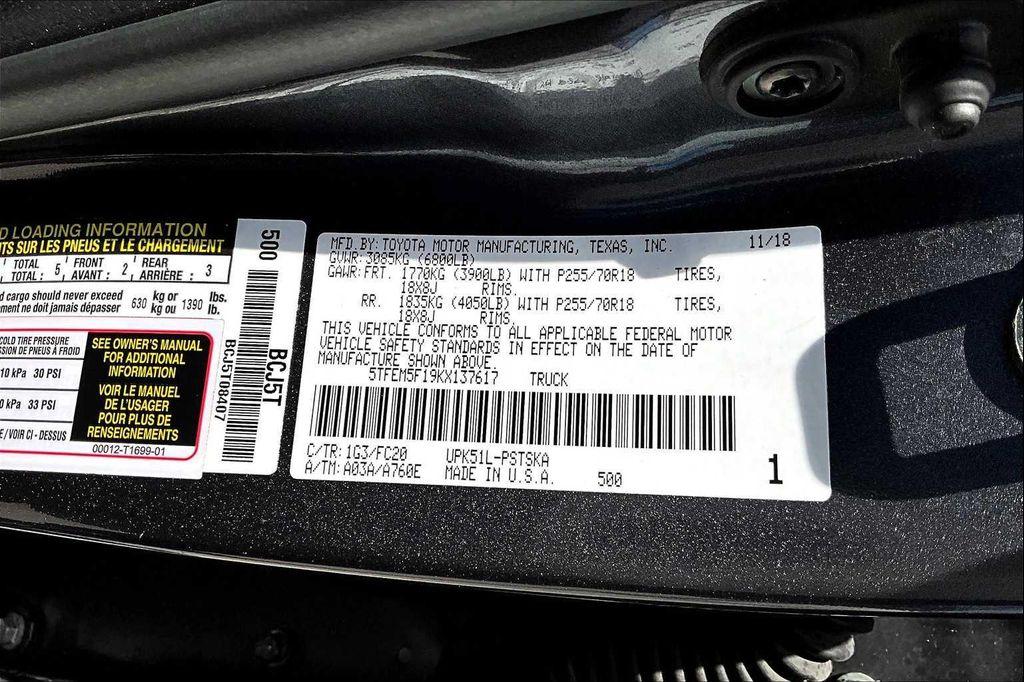 D LOADING INFORMATION
TS SUR LES PNEUS ET LE CHARGEMENT
TOTAL 5 FRONT 2 REAR 3
TOTAL : AVANT : ARRIÈRE :
d cargo should never exceed 630 kg or 1390 lbs.
ement ne doit jamais dépasser kg ou lb.
COLD TIRE PRESSURE
SSION DE PNEUS À FROID
10 kPa 30 PSI
0 kPa 33 PSI
E / VOIR CI - DESSUS
SEE OWNER'S MANUAL
FOR ADDITIONAL
INFORMATION
VOIR LE MANUEL
DE L'USAGER
POUR PLUS DE
RENSEIGNEMENTS
00012-T1699-01
500
BCJ5T
BCJ5T08407
MFD.BY:TOYOTA MOTOR MANUFACTURING, TEXAS, INC. 11/18
GVWR:3085KG (6800LB)
GAWR:FRT. 1770KG (3900LB) WITH P255/70R18 TIRES,
18X8J RIMS.
RR. 1835KG (4050LB) WITH P255/70R18 TIRES,
18X8J RIMS.
THIS VEHICLE CONFORMS TO ALL APPLICABLE FEDERAL MOTOR
VEHICLE SAFETY STANDARDS IN EFFECT ON THE DATE OF
MANUFACTURE SHOWN ABOVE.
5TFEM5F19KX137617 TRUCK
C/TR:1G3/FC20 UPK51L-PSTSKA
A/TM:A03A/A760E MADE IN U.S.A. 500
1